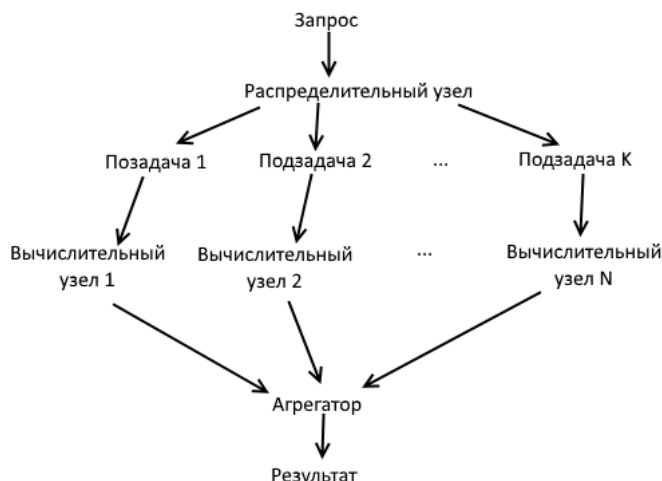 Запрос
Распределительный узел
Позадача 1
Подзадача 2
...
Подзадача K
Вычислительный
узел 1
Вычислительный
узел 2
...
Вычислительный
узел N
Агрегатор
Результат